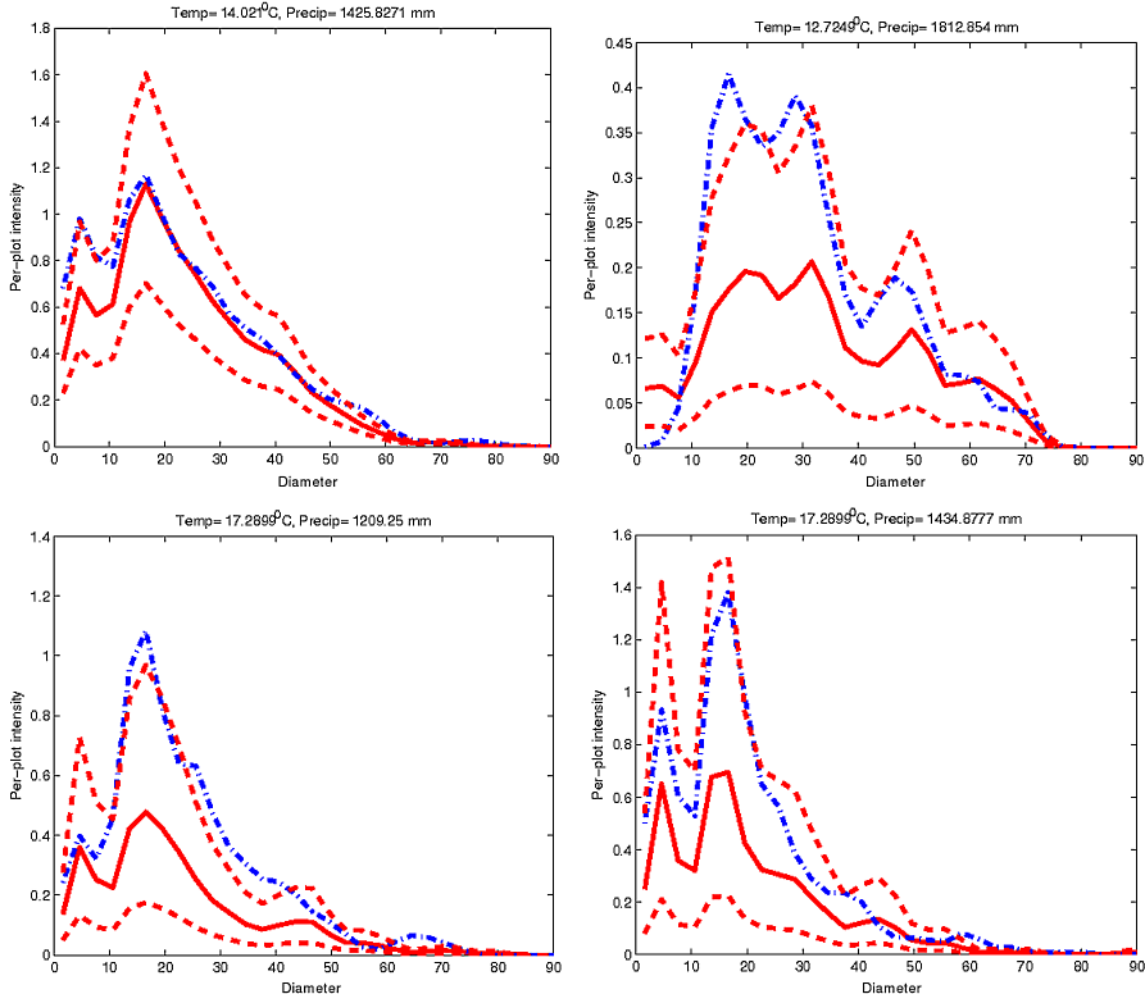 Temp= 14.021⁰C, Precip= 1425.8271 mm
1.8
1.6
1.4
1.2
1
0.8
0.6
0.4
0.2
0
Per-plot intensity
0 10 20 30 40 50 60 70 80 90
Diameter
Temp= 12.7249⁰C, Precip= 1812.854 mm
0.45
0.4
0.35
0.3
0.25
0.2
0.15
0.1
0.05
0
Per-plot intensity
0 10 20 30 40 50 60 70 80 90
Diameter
Temp= 17.2899⁰C, Precip= 1209.25 mm
1.4
1.2
1
0.8
0.6
0.4
0.2
0
Per-plot intensity
0 10 20 30 40 50 60 70 80 90
Diameter
Temp= 17.2899⁰C, Precip= 1434.8777 mm
1.6
1.4
1.2
1
0.8
0.6
0.4
0.2
0
Per-plot intensity
0 10 20 30 40 50 60 70 80 90
Diameter